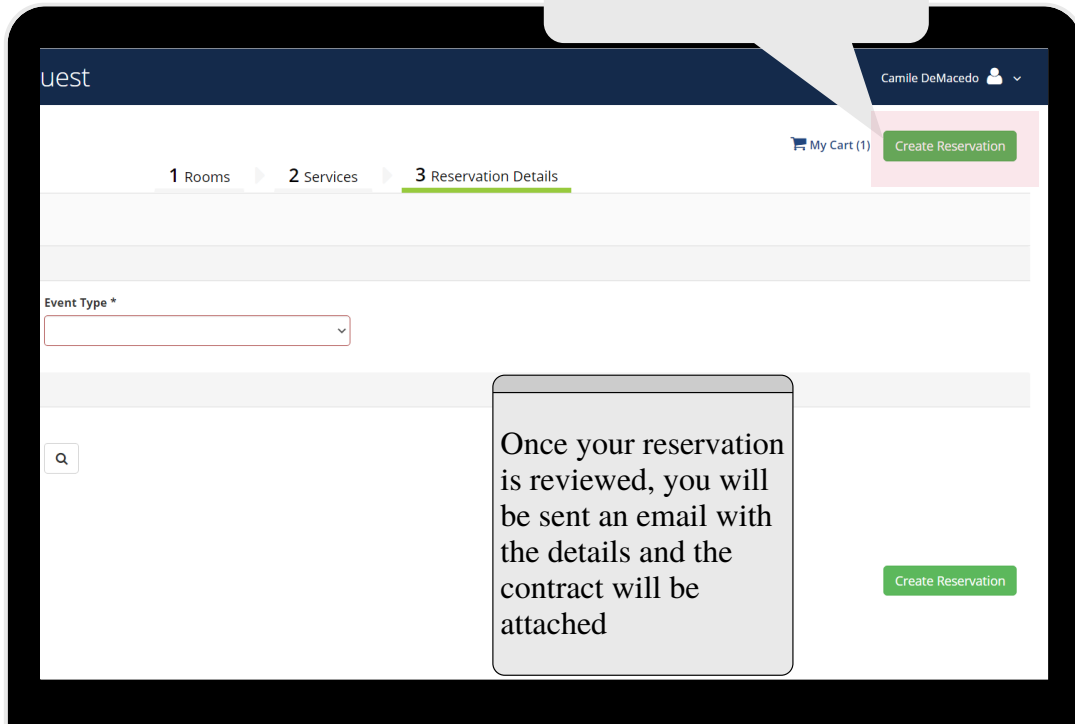 uest
Camile DeMacedo
My Cart (1)
Create Reservation
1 Rooms 2 Services 3 Reservation Details
Event Type *
Once your reservation
is reviewed, you will
be sent an email with
the details and the
contract will be
attached
Create Reservation